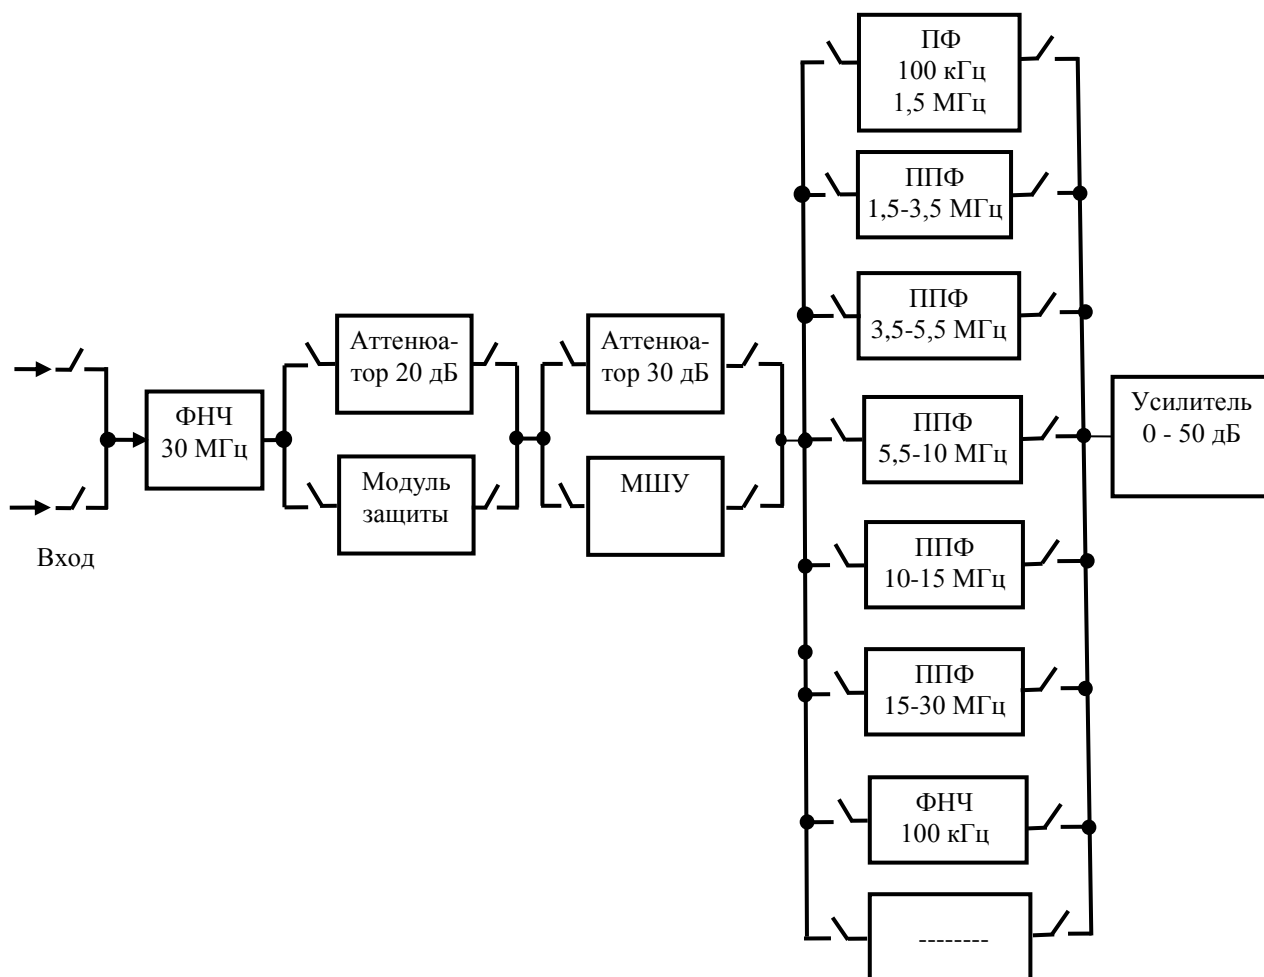 Вход
ФНЧ
30 МГц
Аттенюа-
тор 20 дБ
Модуль
защиты
Аттенюа-
тор 30 дБ
МШУ
ПФ
100 кГц
1,5 МГц
ППФ
1,5-3,5 МГц
ППФ
3,5-5,5 МГц
ППФ
5,5-10 МГц
ППФ
10-15 МГц
ППФ
15-30 МГц
ФНЧ
100 кГц
--------
Усилитель
0 - 50 дБ